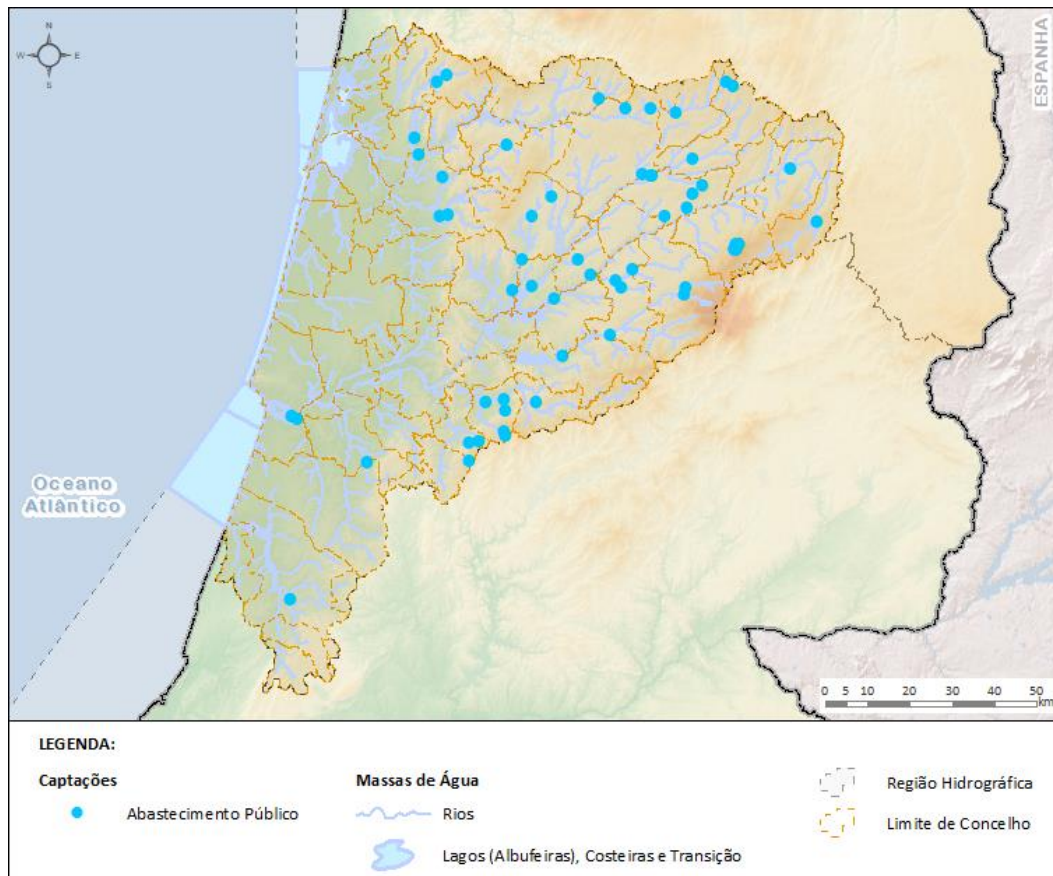 N
W E
S
ESPANHA
Oceano
Atlântico
0 5 10 20 30 40 50
km
LEGENDA:
Captações
Abastecimento Público
Massas de Água
Rios
Lagos (Albufeiras), Costeiras e Transição
Região Hidrográfica
Limite de Concelho